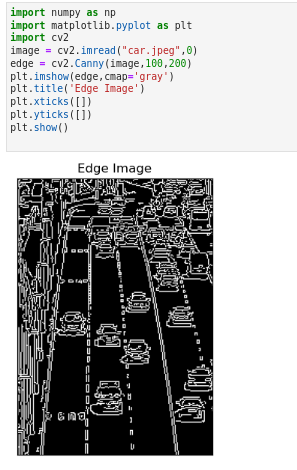 import numpy as np
import matplotlib.pyplot as plt
import cv2
image = cv2.imread("car.jpeg",0)
edge = cv2.Canny(image,100,200)
plt.imshow(edge,cmap='gray')
plt.title('Edge Image')
plt.xticks([])
plt.yticks([])
plt.show()
Edge Image